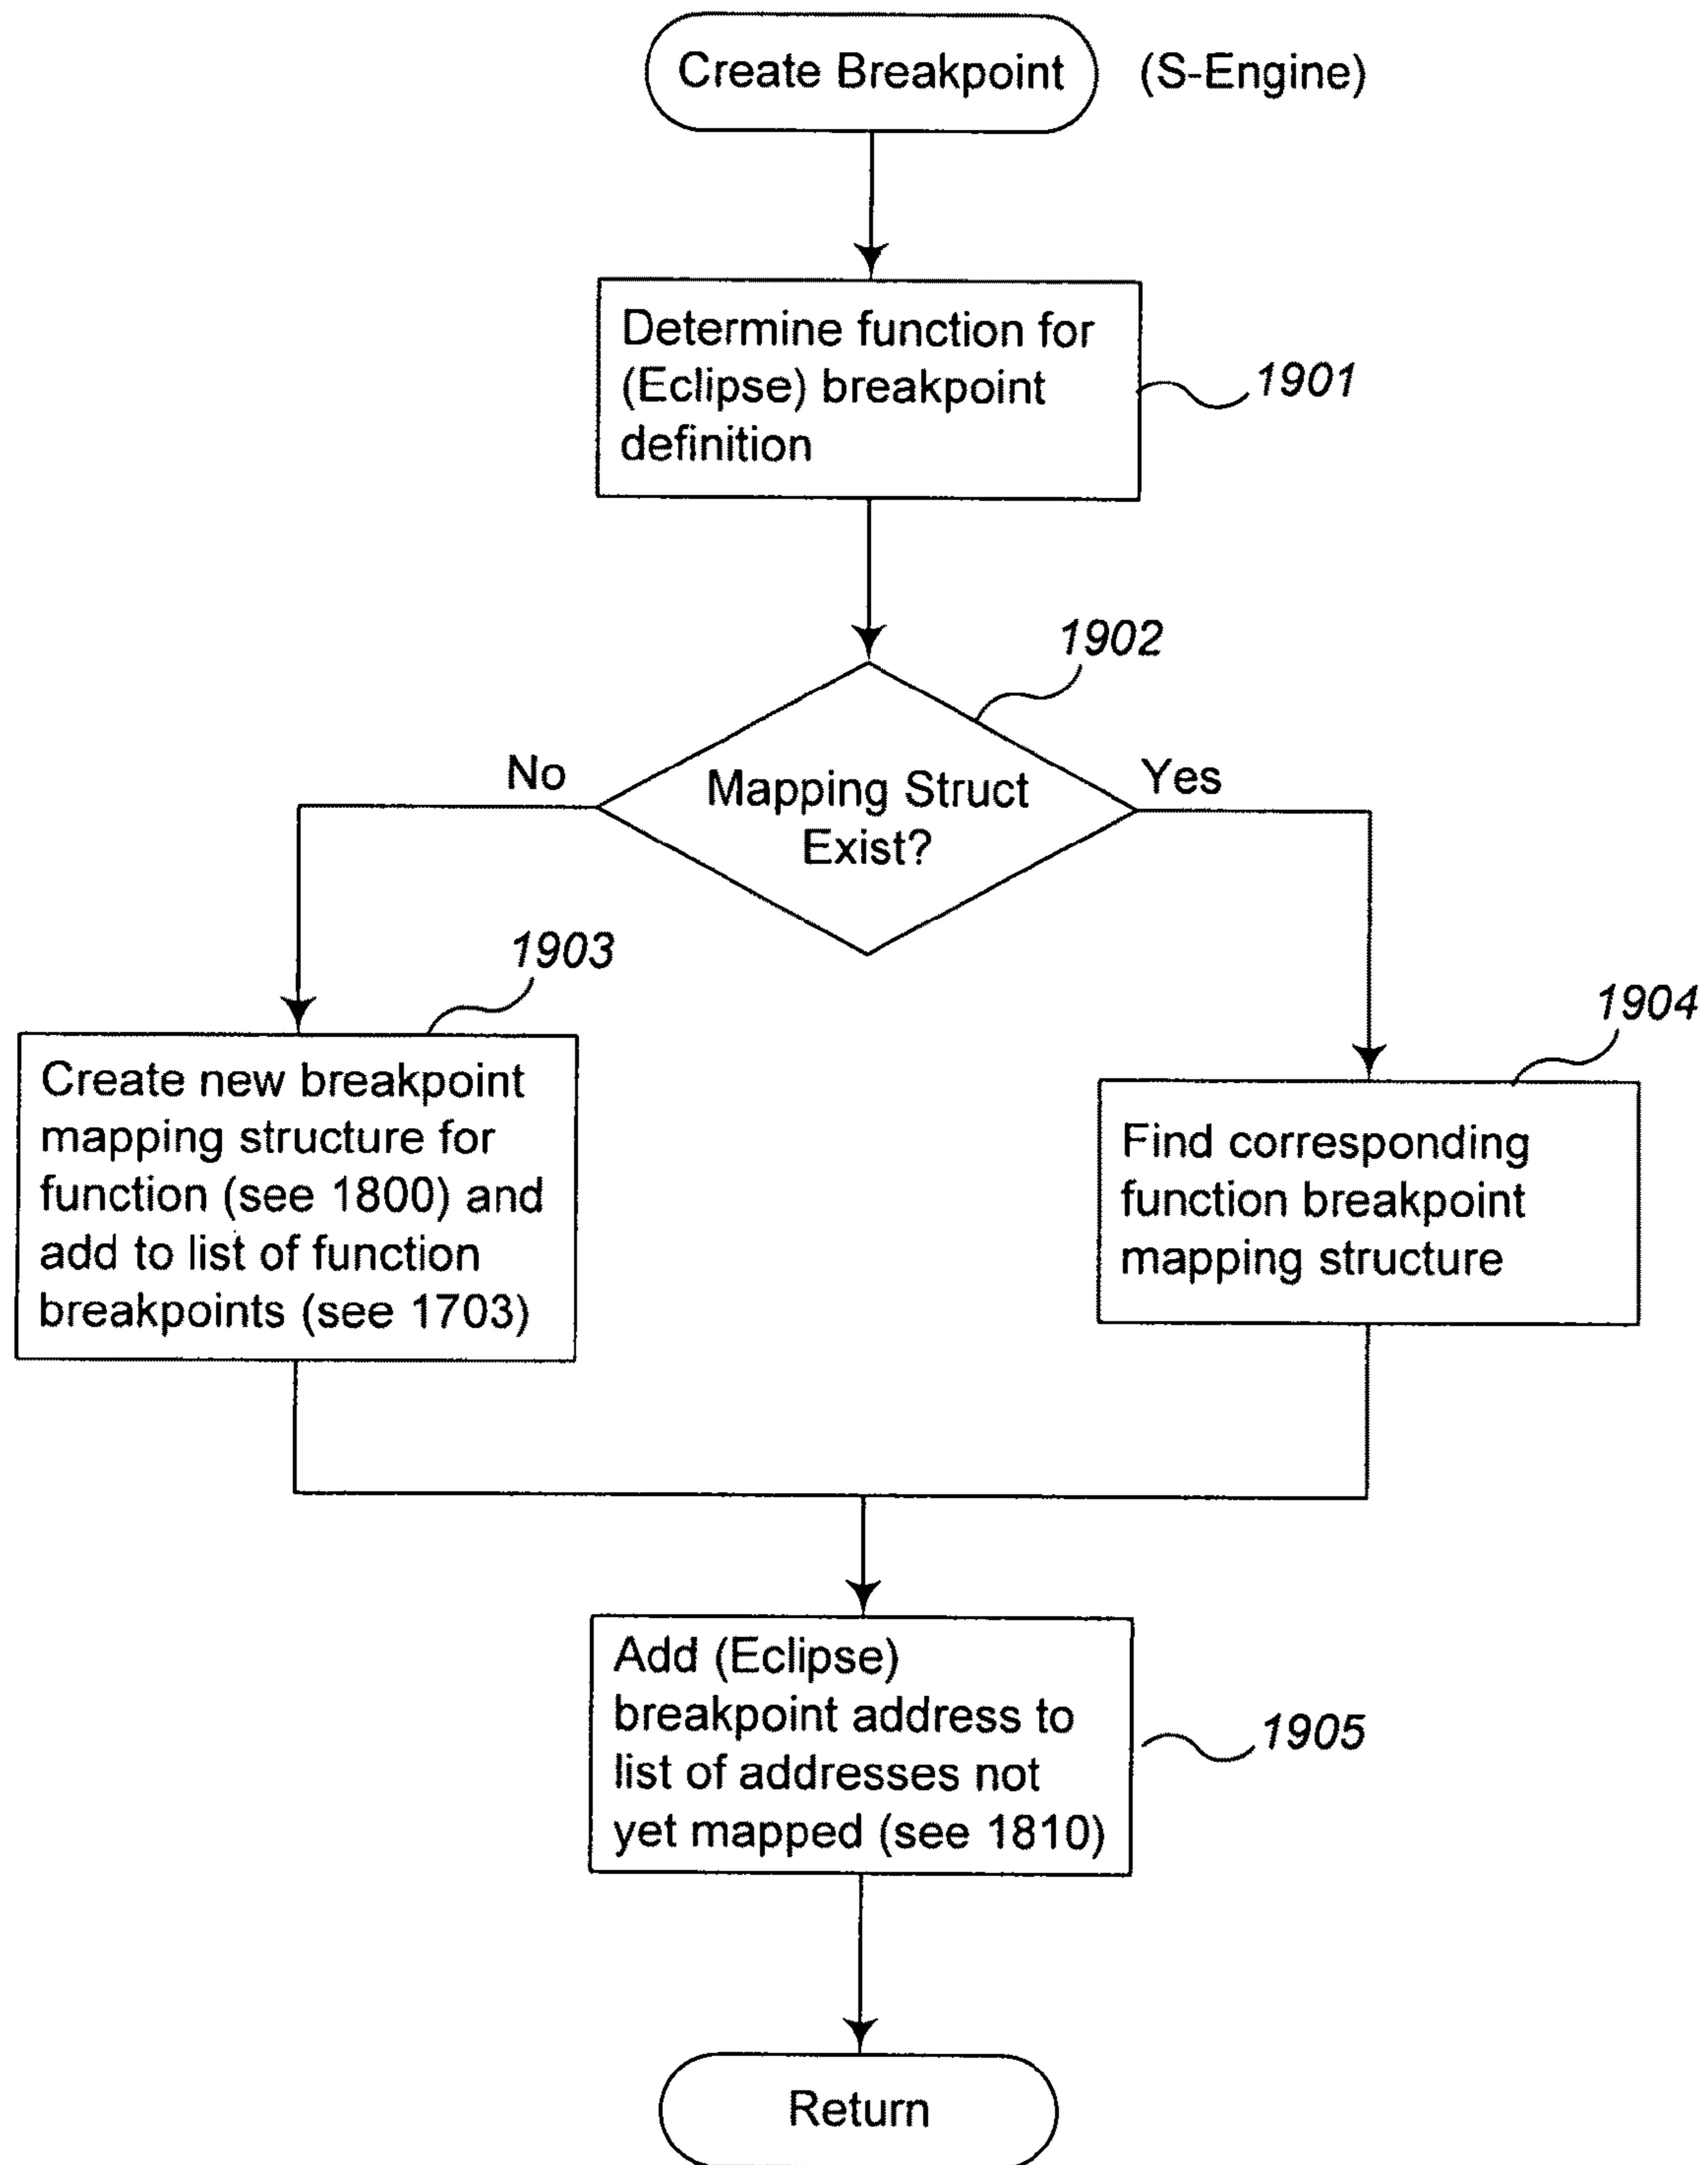 Create Breakpoint
(S-Engine)
Determine function for
(Eclipse) breakpoint
definition
1901
1902
No
Mapping Struct
Exist?
Yes
1903
Create new breakpoint
mapping structure for
function (see 1800) and
add to list of function
breakpoints (see 1703)
1904
Find corresponding
function breakpoint
mapping structure
Add (Eclipse)
breakpoint address to
list of addresses not
yet mapped (see 1810)
1905
Return